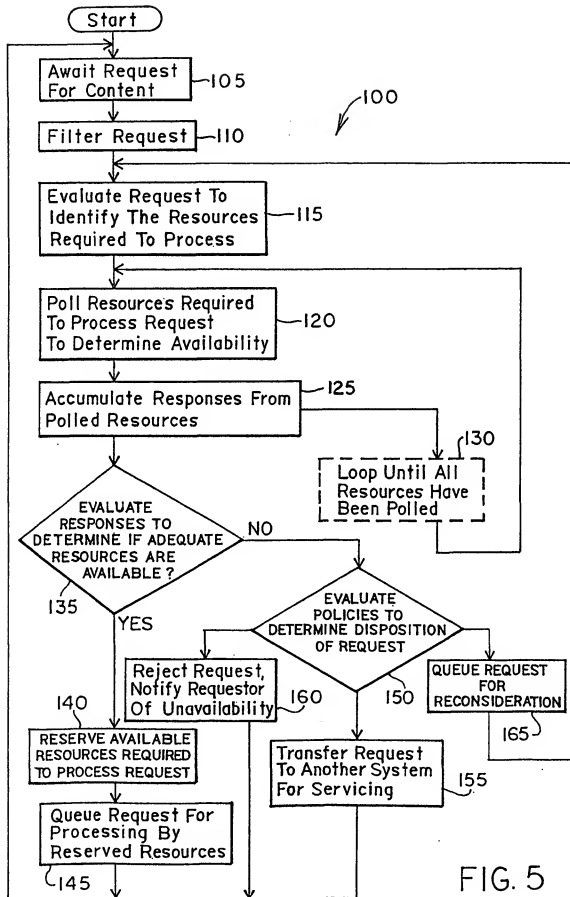 Start
Await Request
For Content
105
100
Filter Request
110
Evaluate Request To
Identify The Resources
Required To Process
115
Poll Resources Required
To Process Request
To Determine Availability
120
Accumulate Responses From
Polled Resources
125
130
Loop Until All
Resources Have
Been Polled
EVALUATE
RESPONSES TO
DETERMINE IF ADEQUATE
RESOURCES ARE
AVAILABLE ?
135
NO
YES
EVALUATE
POLICIES TO
DETERMINE DISPOSITION
OF REQUEST
150
Reject Request,
Notify Requestor
Of Unavailability
160
QUEUE REQUEST
FOR
RECONSIDERATION
165
140
RESERVE AVAILABLE
RESOURCES REQUIRED
TO PROCESS REQUEST
Transfer Request
To Another System
For Servicing
155
Queue Request For
Processing By
Reserved Resources
145
FIG. 5